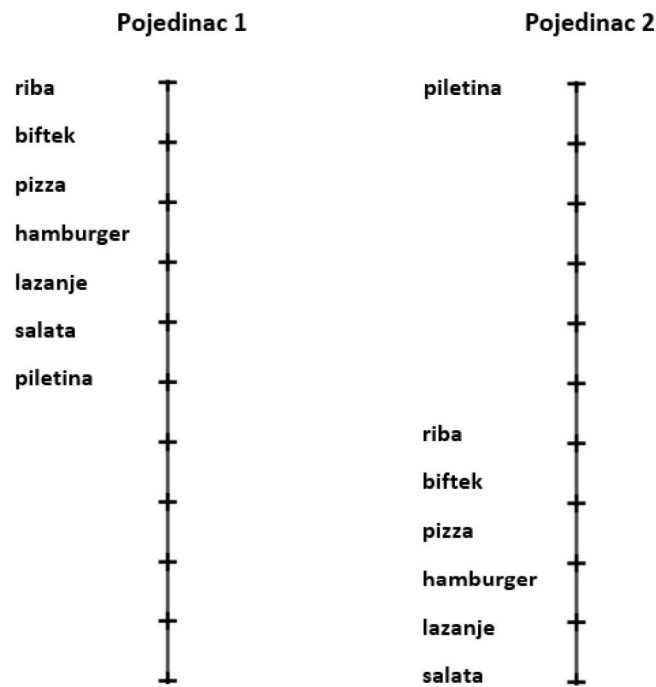 Pojedinac 1
riba
biftek
pizza
hamburger
lazanje
salata
piletina
Pojedinac 2
piletina
riba
biftek
pizza
hamburger
lazanje
salata